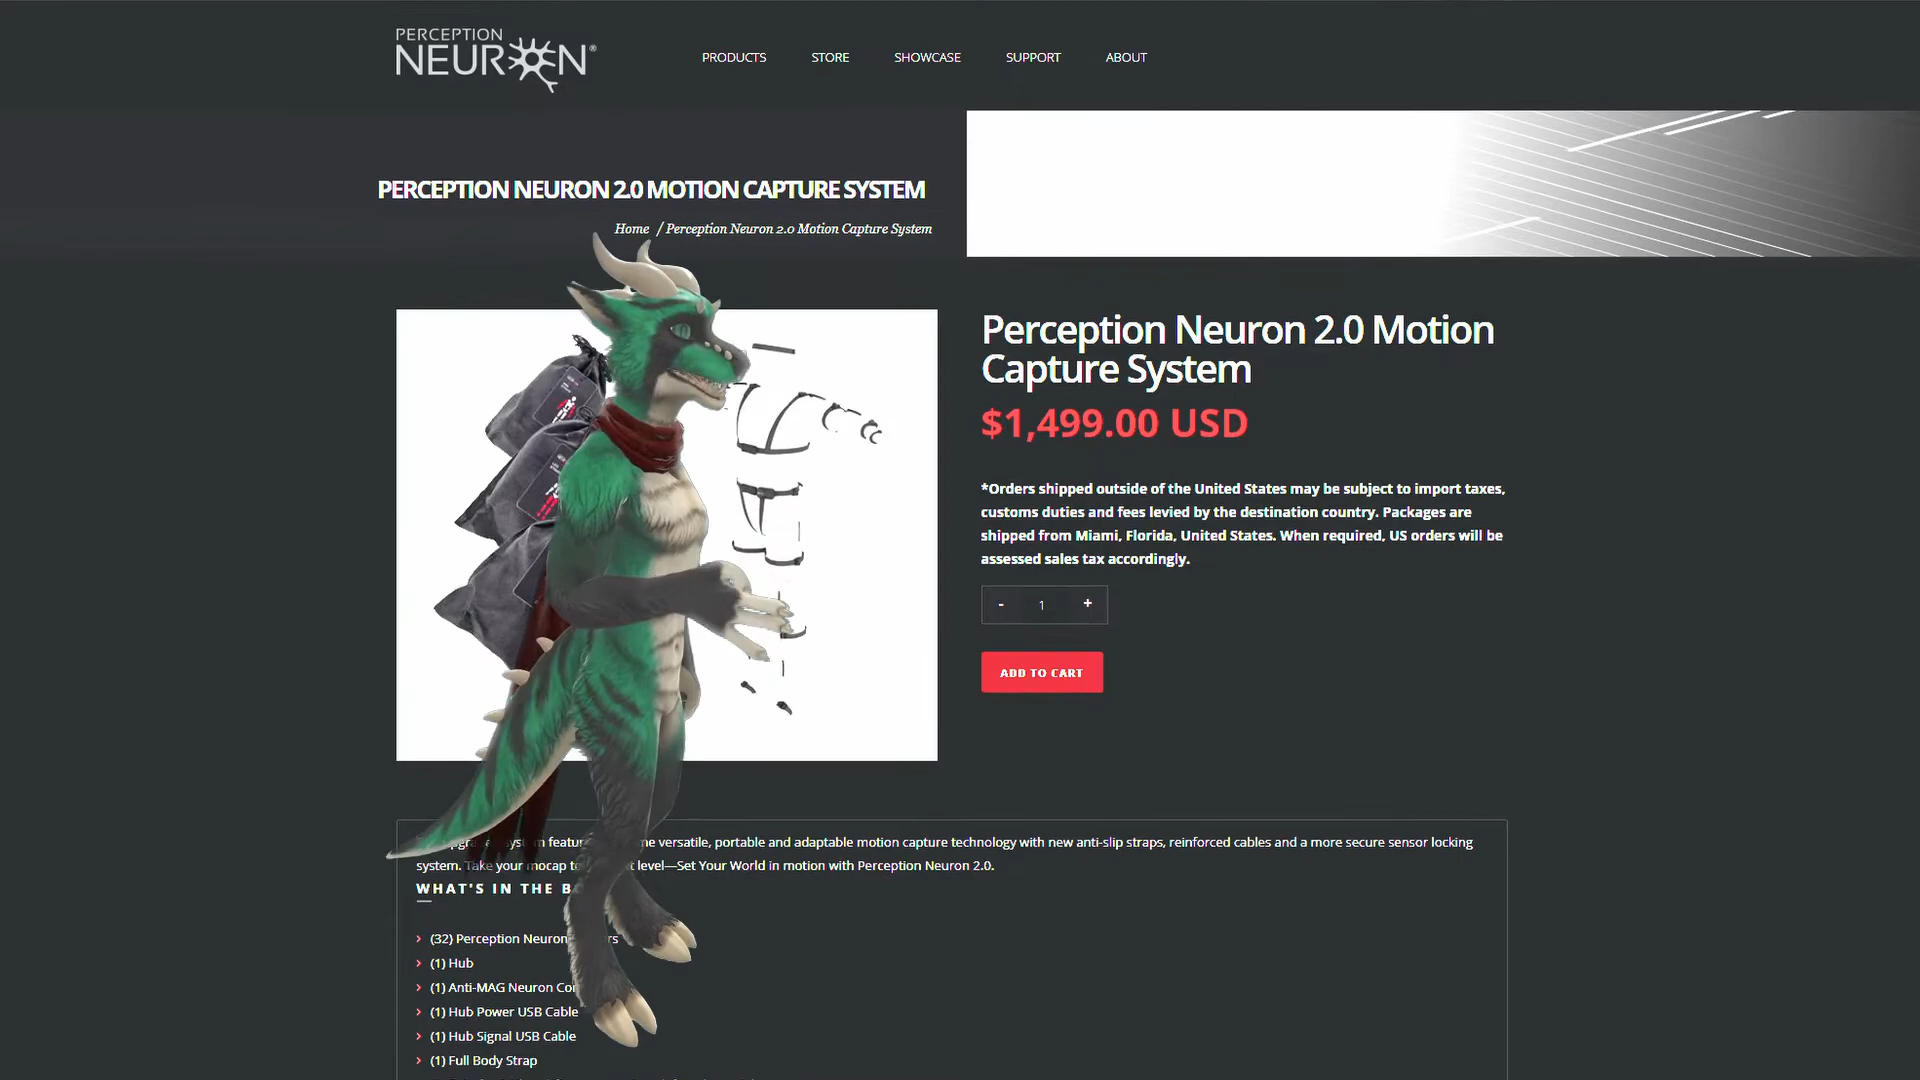 PERCEPTION
NEURON®
PRODUCTS
STORE
SHOWCASE
SUPPORT
ABOUT
PERCEPTION NEURON 2.0 MOTION CAPTURE SYSTEM
Home / Perception Neuron 2.0 Motion Capture System
Perception Neuron 2.0 Motion
Capture System
$1,499.00 USD
*Orders shipped outside of the United States may be subject to import taxes,
customs duties and fees levied by the destination country. Packages are
shipped from Miami, Florida, United States. When required, US orders will be
assessed sales tax accordingly.
- 1 +
ADD TO CART
versatile, portable and adaptable motion capture technology with new anti-slip straps, reinforced cables and a more secure sensor locking
system. Take your mocap level—Set Your World in motion with Perception Neuron 2.0.
WHAT'S IN THE
(32) Perception Neuron
(1) Hub
(1) Anti-MAG Neuron
(1) Hub Power USB Cable
(1) Hub Signal USB Cable
(1) Full Body Strap